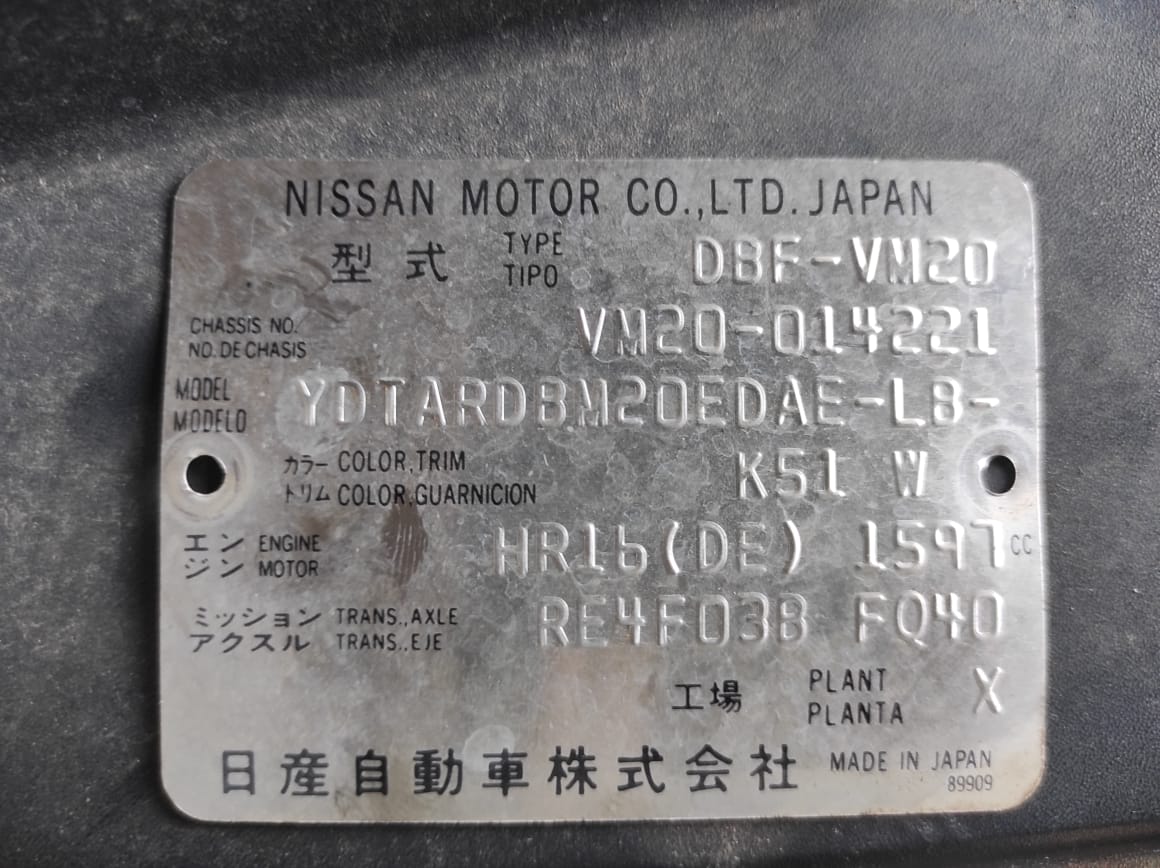 NISSAN MOTOR CO.,LTD. JAPAN
型式 TYPE TIPO DBF-VM20
CHASSIS NO. NO. DE CHASIS VM20-014221
MODEL MODELO YDTARDBM20EDAE-LB-
カラー COLOR,TRIM K51 W
トリム COLOR,GUARNICION
エンジン ENGINE MOTOR HR16(DE) 1597 CC
ミッション TRANS.,AXLE RE4F03B FQ40
アクスル TRANS.,EJE
工場 PLANT PLANTA X
日産自動車株式会社 MADE IN JAPAN
89909